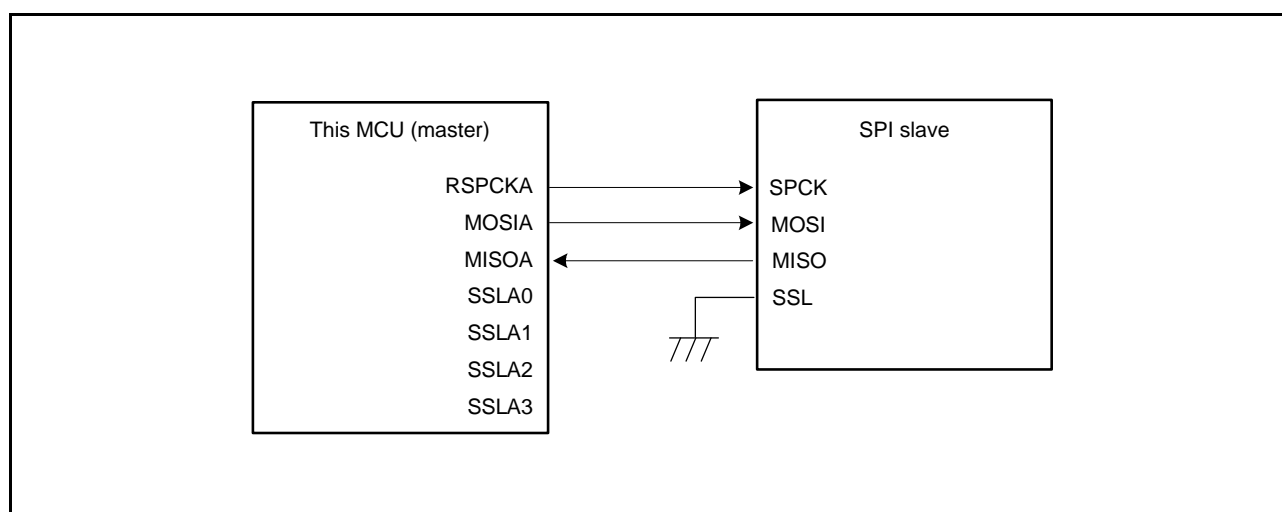 This MCU (master)
RSPCKA
MOSIA
MISOA
SSLA0
SSLA1
SSLA2
SSLA3
SPI slave
SPCK
MOSI
MISO
SSL